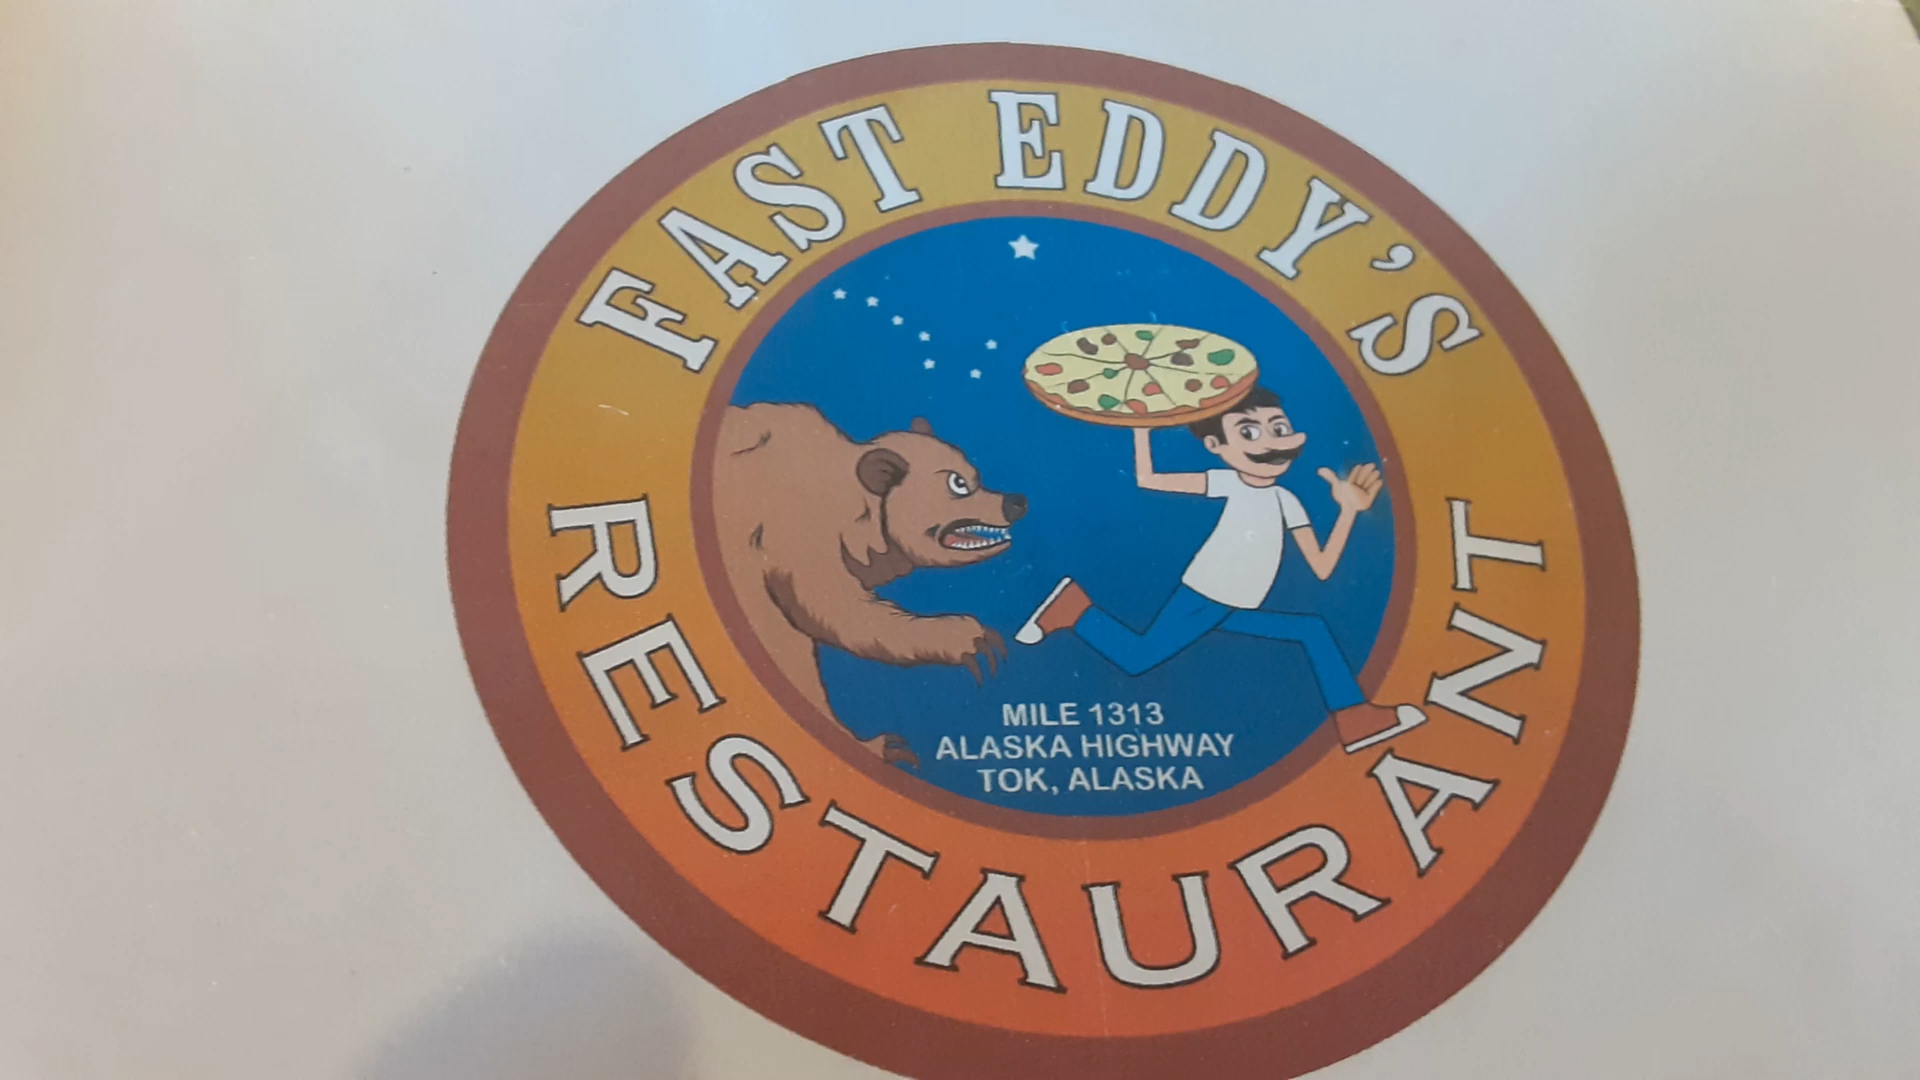 FAST EDDY'S
MILE 1313
ALASKA HIGHWAY
TOK, ALASKA
RESTAURANT